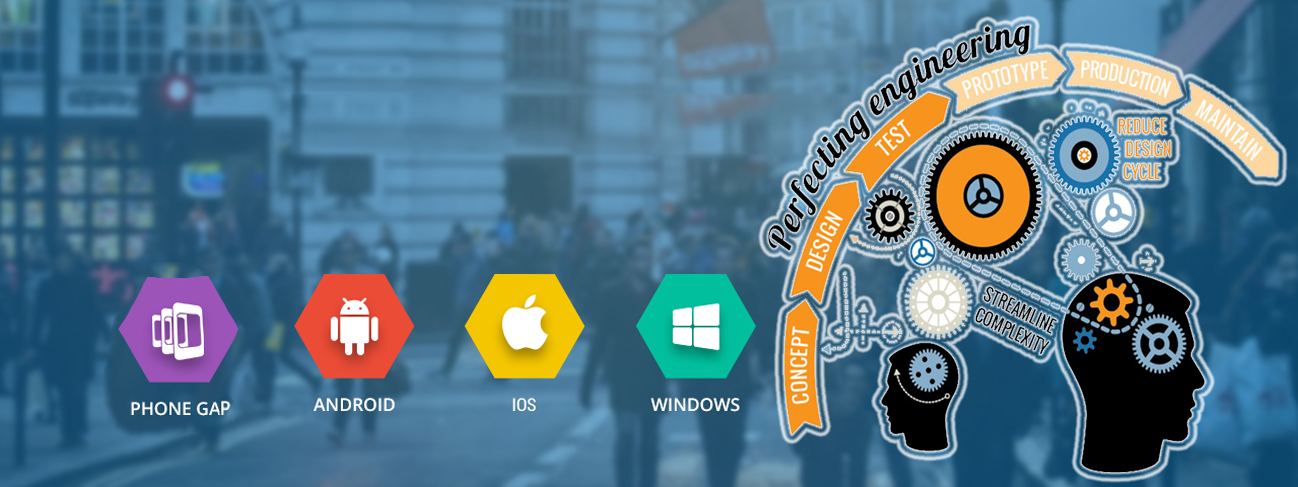 Perfecting engineering
CONCEPT
DESIGN
TEST
PROTOTYPE
PRODUCTION
MAINTAIN
REDUCE
DESIGN
CYCLE
STREAMLINE
COMPLEXITY
PHONE GAP
ANDROID
IOS
WINDOWS